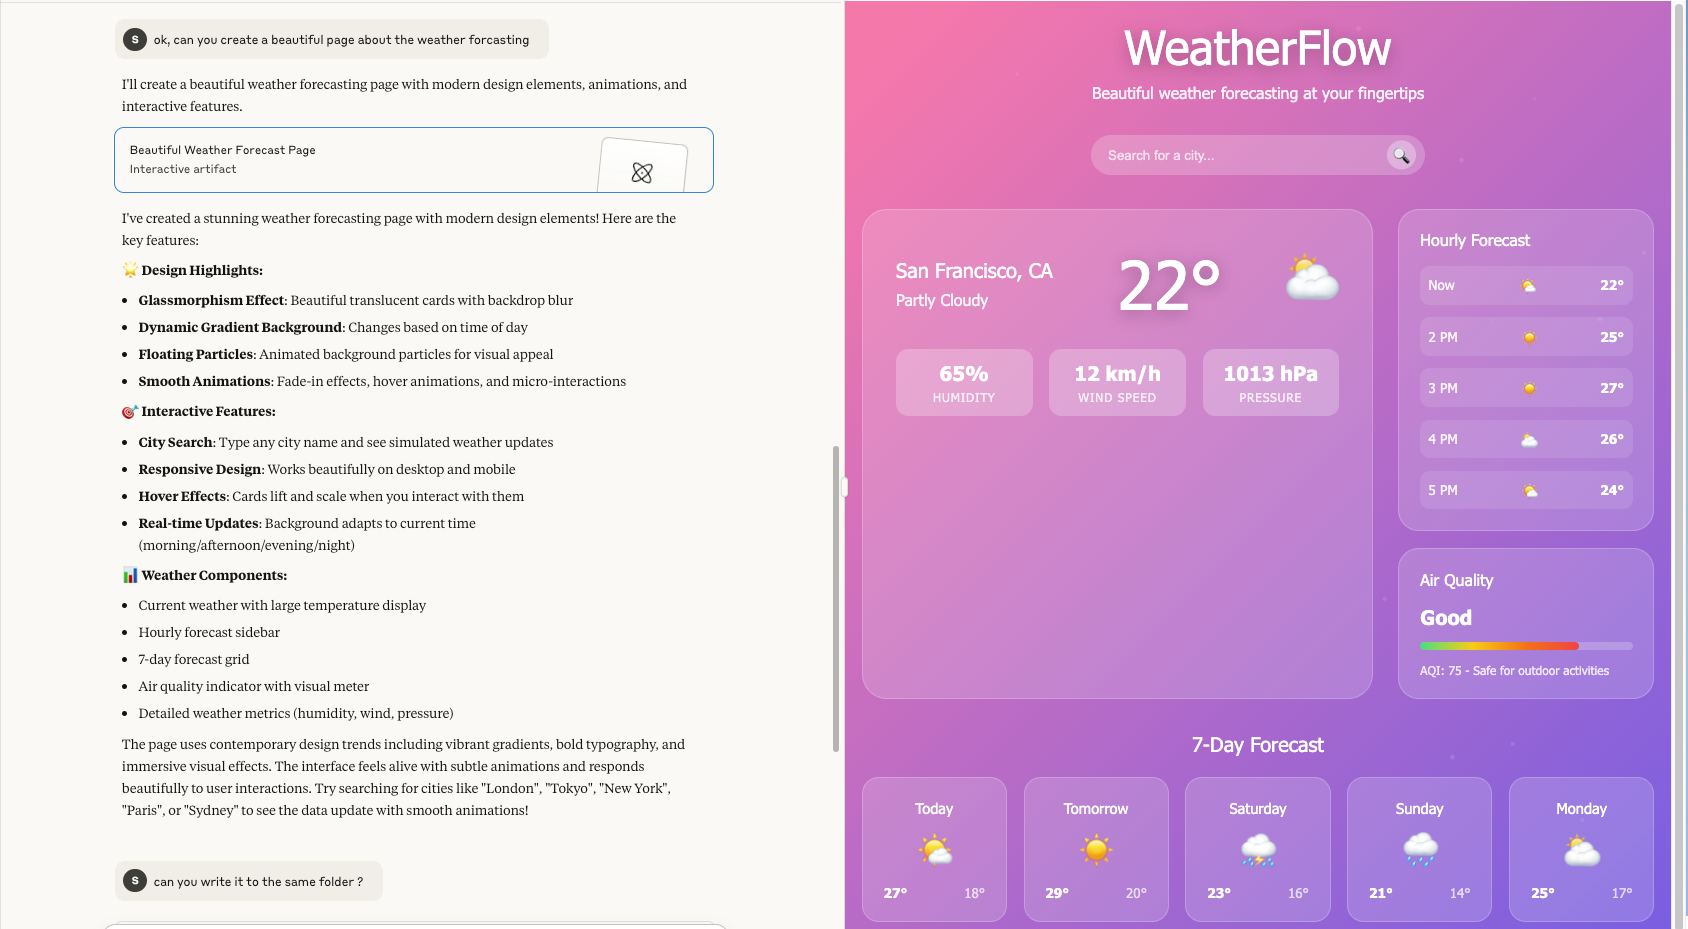 S ok, can you create a beautiful page about the weather forcasting
I'll create a beautiful weather forecasting page with modern design elements, animations, and
interactive features.
Beautiful Weather Forecast Page
Interactive artifact
I've created a stunning weather forecasting page with modern design elements! Here are the
key features:
🌟 Design Highlights:
• Glassmorphism Effect: Beautiful translucent cards with backdrop blur
• Dynamic Gradient Background: Changes based on time of day
• Floating Particles: Animated background particles for visual appeal
• Smooth Animations: Fade-in effects, hover animations, and micro-interactions
🎯 Interactive Features:
• City Search: Type any city name and see simulated weather updates
• Responsive Design: Works beautifully on desktop and mobile
• Hover Effects: Cards lift and scale when you interact with them
• Real-time Updates: Background adapts to current time
(morning/afternoon/evening/night)
📊 Weather Components:
• Current weather with large temperature display
• Hourly forecast sidebar
• 7-day forecast grid
• Air quality indicator with visual meter
• Detailed weather metrics (humidity, wind, pressure)
The page uses contemporary design trends including vibrant gradients, bold typography, and
immersive visual effects. The interface feels alive with subtle animations and responds
beautifully to user interactions. Try searching for cities like "London", "Tokyo", "New York",
"Paris", or "Sydney" to see the data update with smooth animations!
S can you write it to the same folder ?
WeatherFlow
Beautiful weather forecasting at your fingertips
Search for a city...
San Francisco, CA
Partly Cloudy
22°
65%
HUMIDITY
12 km/h
WIND SPEED
1013 hPa
PRESSURE
Hourly Forecast
Now 22°
2 PM 25°
3 PM 27°
4 PM 26°
5 PM 24°
Air Quality
Good
AQI: 75 - Safe for outdoor activities
7-Day Forecast
Today
27° 18°
Tomorrow
29° 20°
Saturday
23° 16°
Sunday
21° 14°
Monday
25° 17°